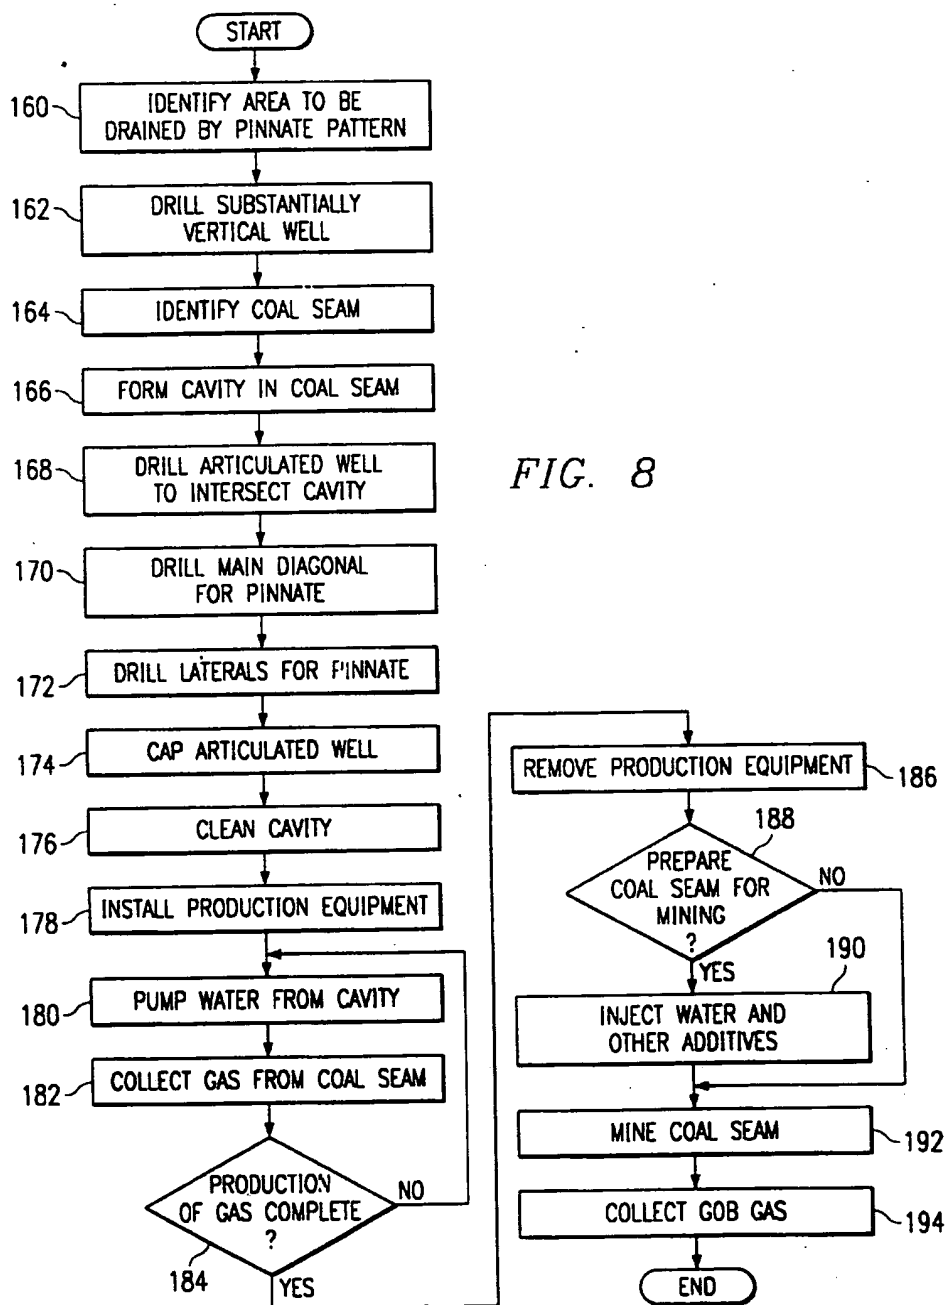 START
160
IDENTIFY AREA TO BE
DRAINED BY PINNATE PATTERN
162
DRILL SUBSTANTIALLY
VERTICAL WELL
164
IDENTIFY COAL SEAM
166
FORM CAVITY IN COAL SEAM
168
DRILL ARTICULATED WELL
TO INTERSECT CAVITY
170
DRILL MAIN DIAGONAL
FOR PINNATE
172
DRILL LATERALS FOR PINNATE
174
CAP ARTICULATED WELL
176
CLEAN CAVITY
178
INSTALL PRODUCTION EQUIPMENT
180
PUMP WATER FROM CAVITY
182
COLLECT GAS FROM COAL SEAM
PRODUCTION
OF GAS COMPLETE
?
NO
184
YES
FIG. 8
REMOVE PRODUCTION EQUIPMENT
186
188
PREPARE
COAL SEAM FOR
MINING
?
NO
YES
190
INJECT WATER AND
OTHER ADDITIVES
MINE COAL SEAM
192
COLLECT GOB GAS
194
END